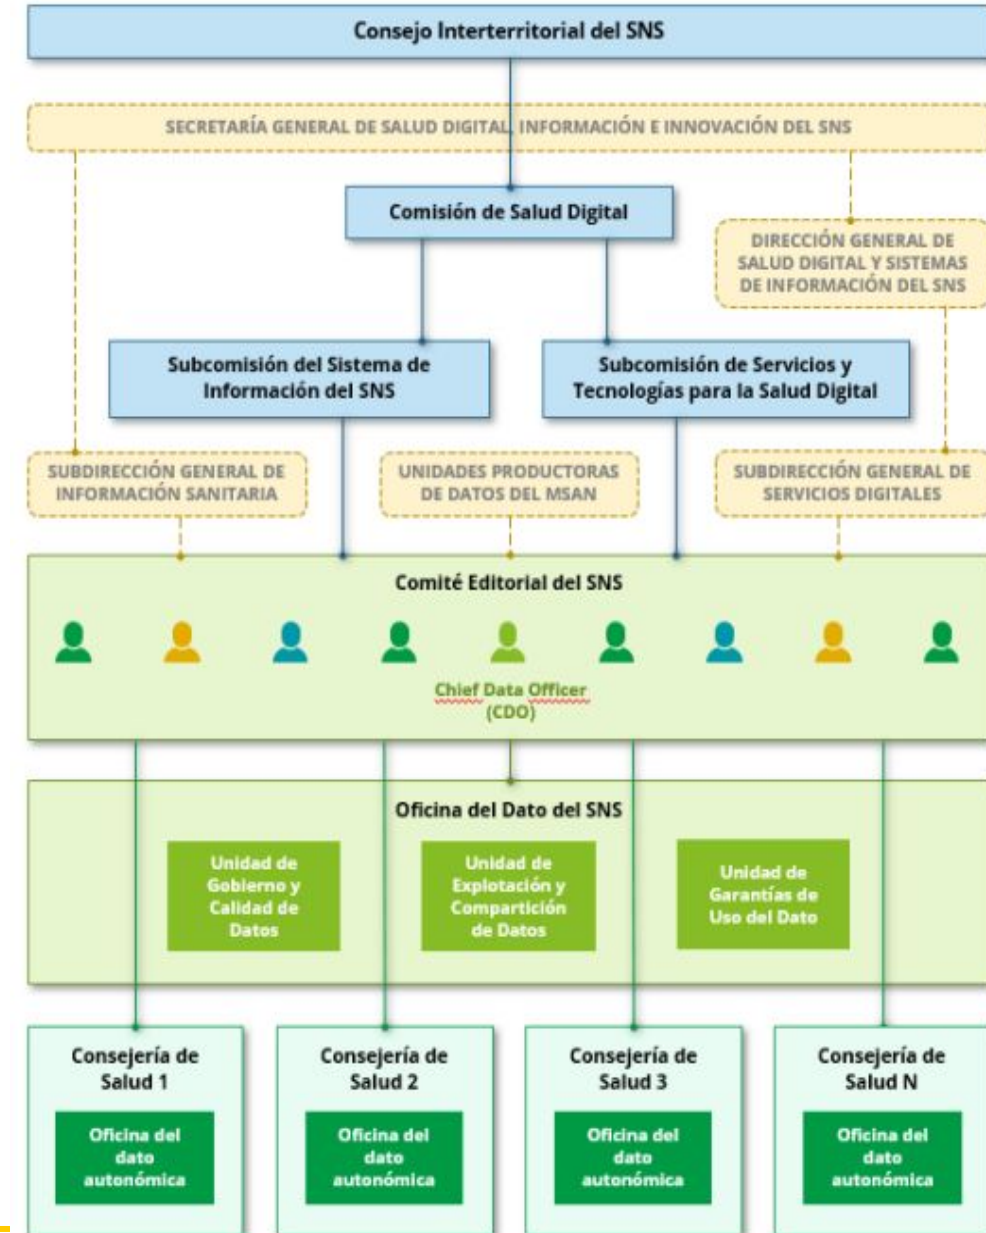 Consejo Interterritorial del SNS
SECRETARÍA GENERAL DE SALUD DIGITAL, INFORMACIÓN E INNOVACIÓN DEL SNS
Comisión de Salud Digital
DIRECCIÓN GENERAL DE
SALUD DIGITAL Y SISTEMAS
DE INFORMACIÓN DEL SNS
Subcomisión del Sistema de
Información del SNS
Subcomisión de Servicios y
Tecnologías para la Salud Digital
SUBDIRECCIÓN GENERAL DE
INFORMACIÓN SANITARIA
UNIDADES PRODUCTORAS
DE DATOS DEL MSAN
SUBDIRECCIÓN GENERAL DE
SERVICIOS DIGITALES
Comité Editorial del SNS
Chief Data Officer
(CDO)
Oficina del Dato del SNS
Unidad de
Gobierno y
Calidad de
Datos
Unidad de
Explotación y
Compartición
de Datos
Unidad de
Garantías de
Uso del Dato
Consejería de
Salud 1
Oficina del
dato
autonómica
Consejería de
Salud 2
Oficina del
dato
autonómica
Consejería de
Salud 3
Oficina del
dato
autonómica
Consejería de
Salud N
Oficina del
dato
autonómica